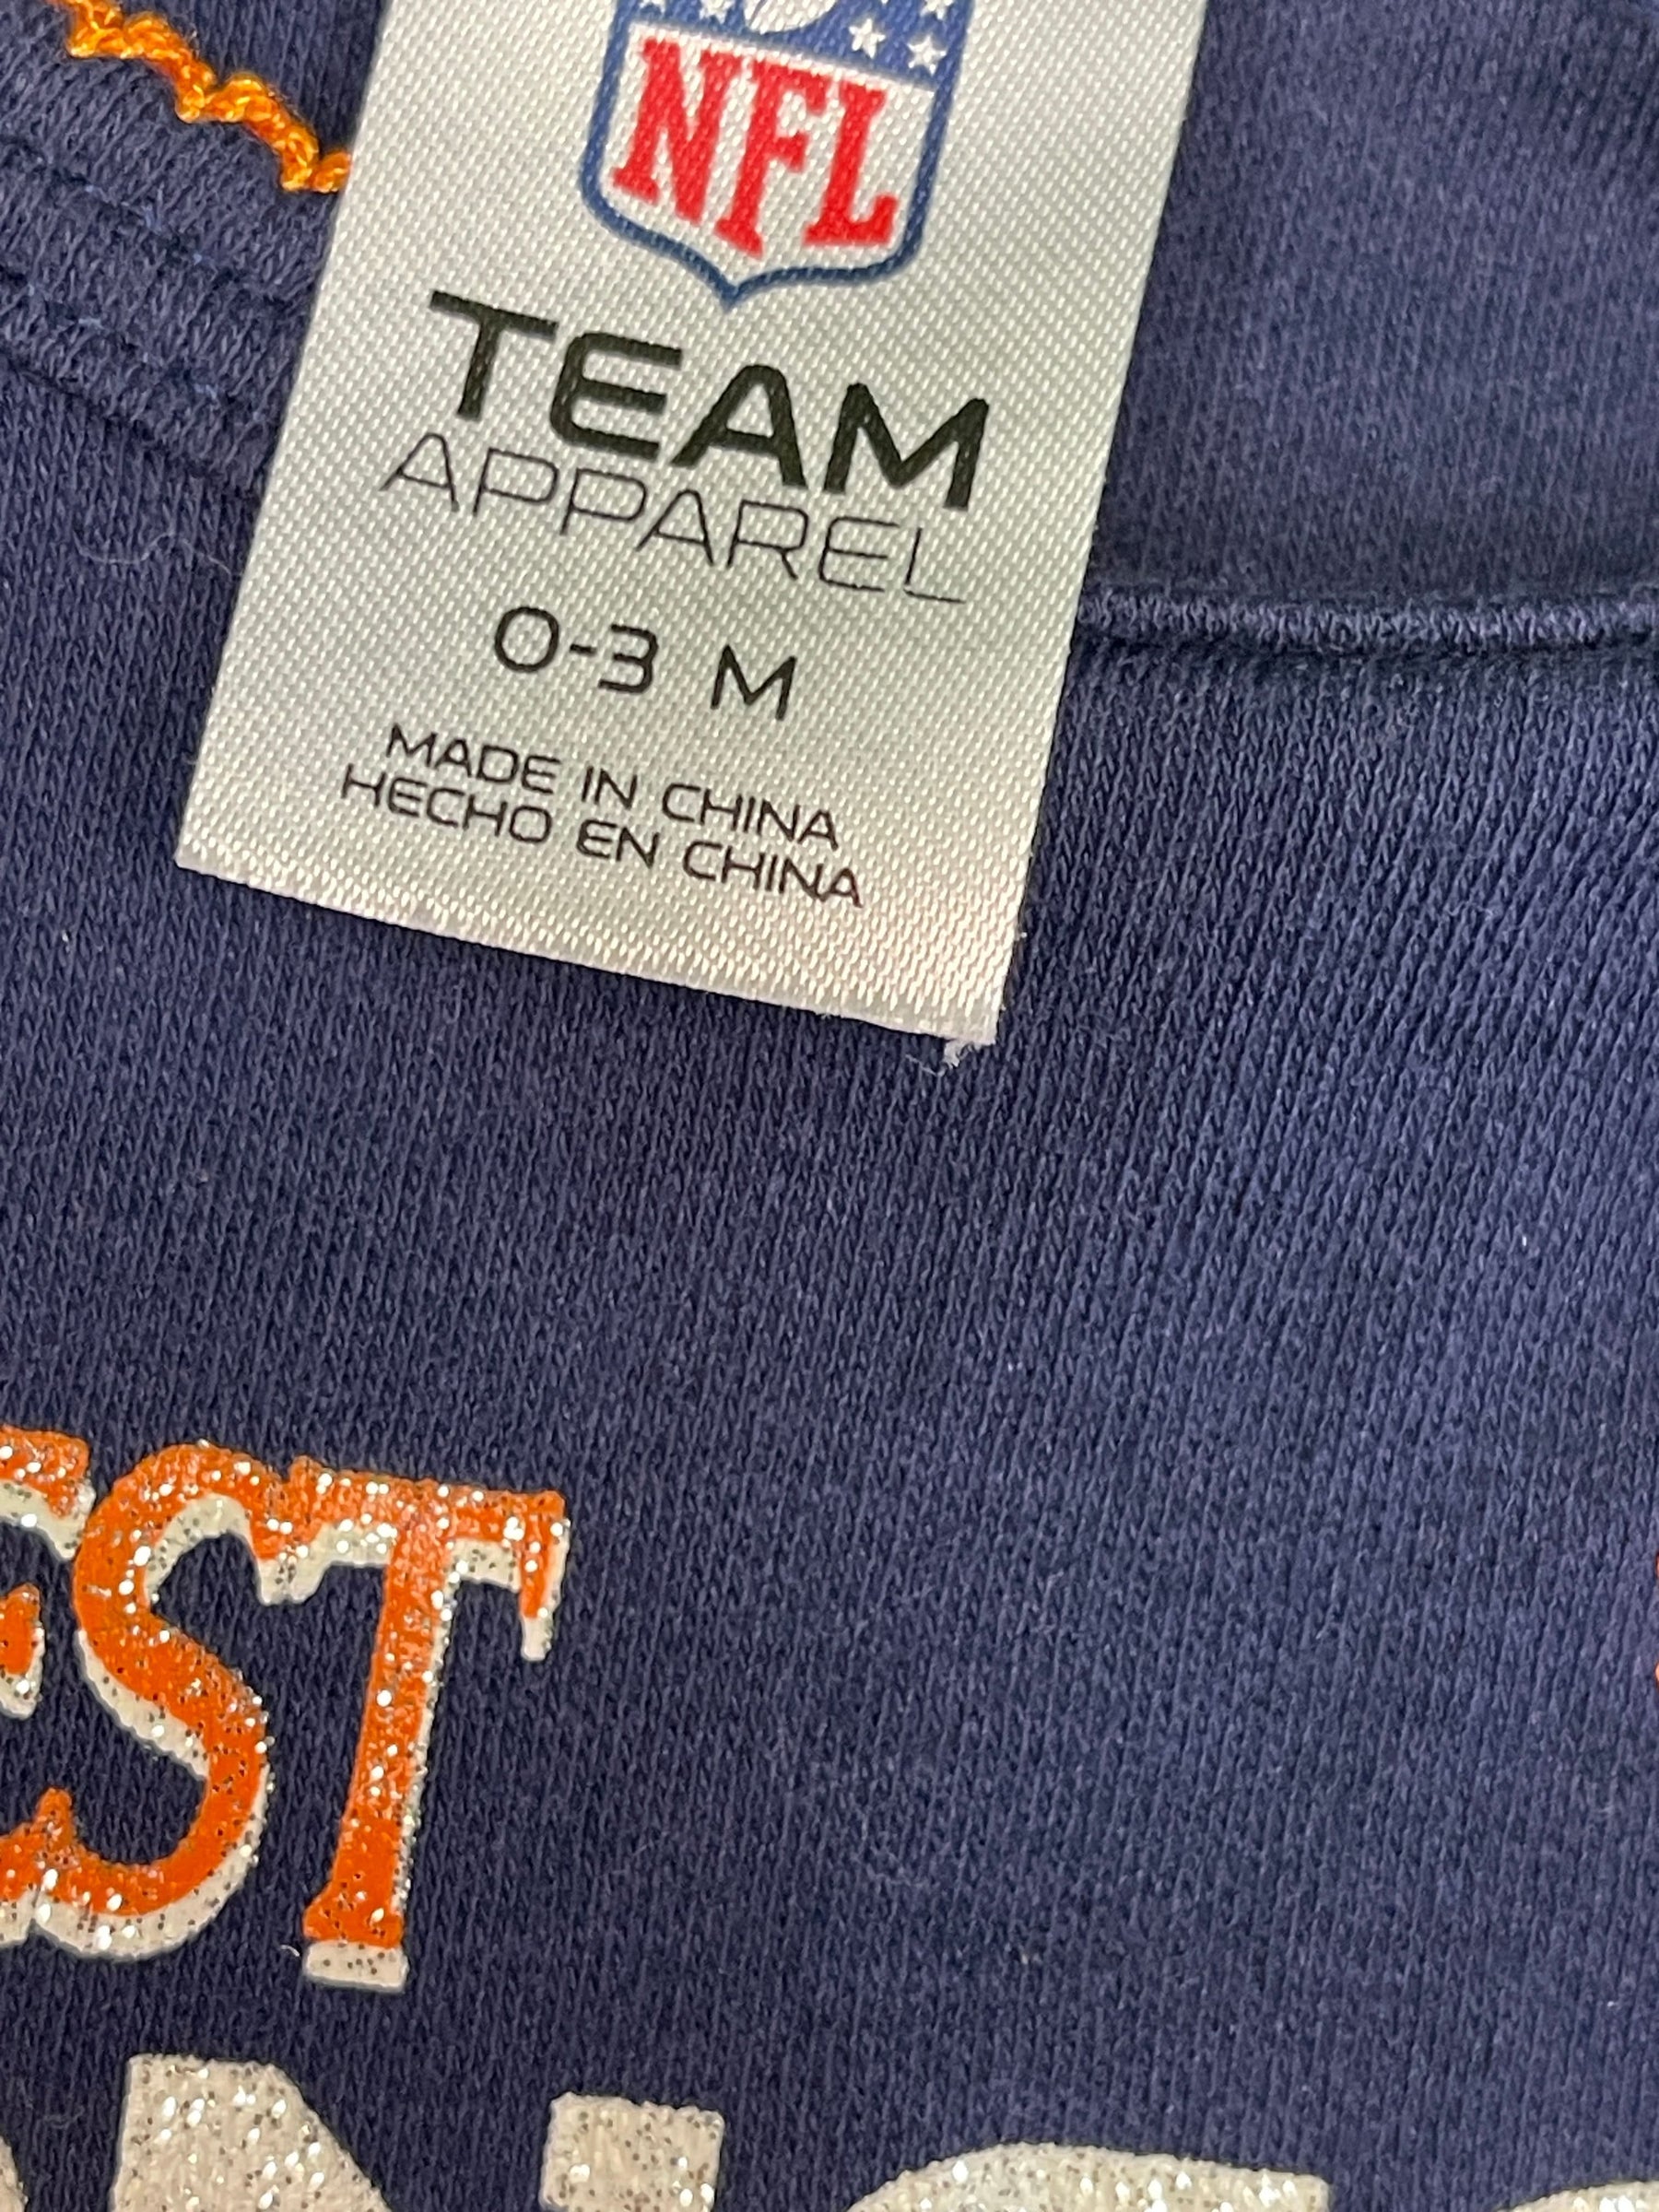 NFL
TEAM
APPAREL
0-3 M
MADE IN CHINA
HECHO EN CHINA
EST